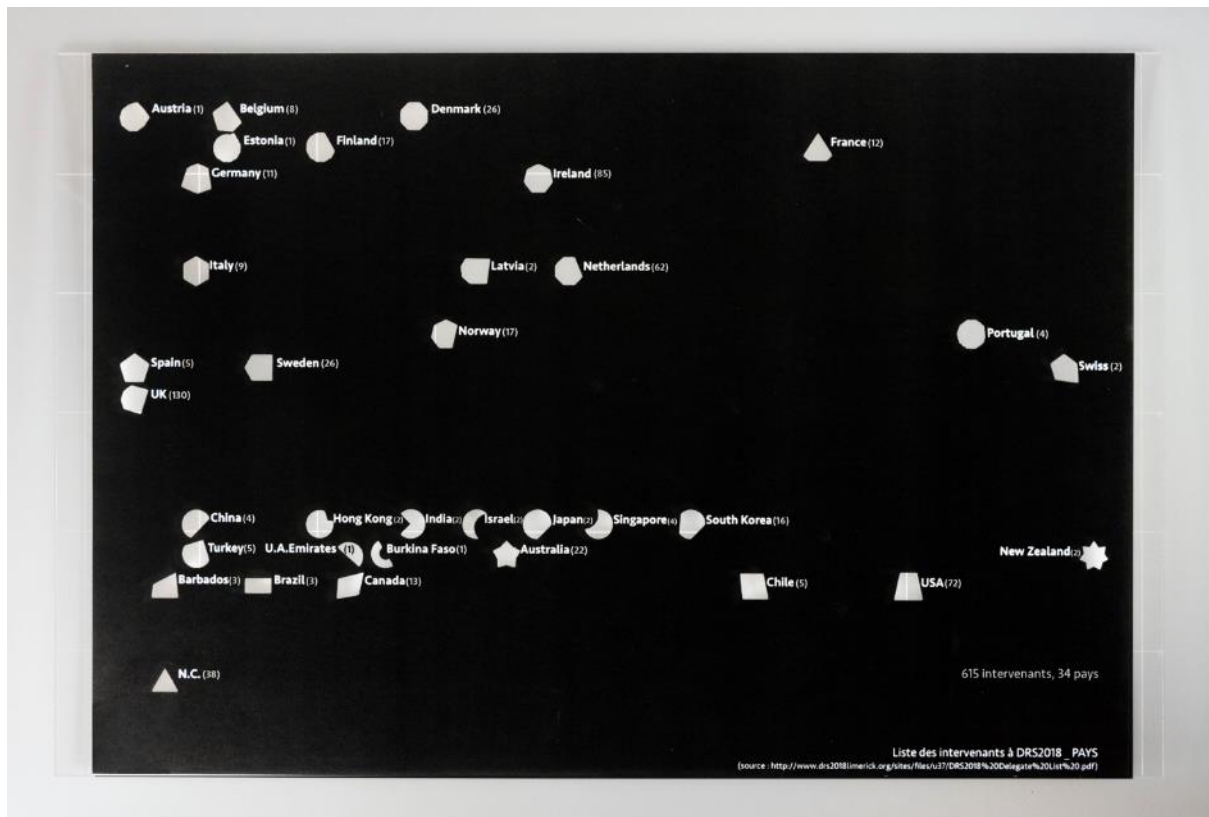 Austria (1) Belgium (8) Denmark (26)
Estonia (1) Finland (17) France (12)
Germany (11) Ireland (85)
Italy (9) Latvia (2) Netherlands (62)
Norway (17) Portugal (4)
Spain (5) Sweden (26) Swiss (2)
UK (130)
China (4) Hong Kong (2) India (2) Israel (2) Japan (2) Singapore (4) South Korea (16)
Turkey (5) U.A.Emirates (1) Burkina Faso (1) Australia (22) New Zealand (2)
Barbados (3) Brazil (3) Canada (13) Chile (5) USA (72)
N.C. (38) 615 intervenants, 34 pays
Liste des intervenants à DRS2018 _ PAYS
(source : http://www.drs2018limerick.org/sites/files/u37/DRS2018%20Delegate%20List%20.pdf)